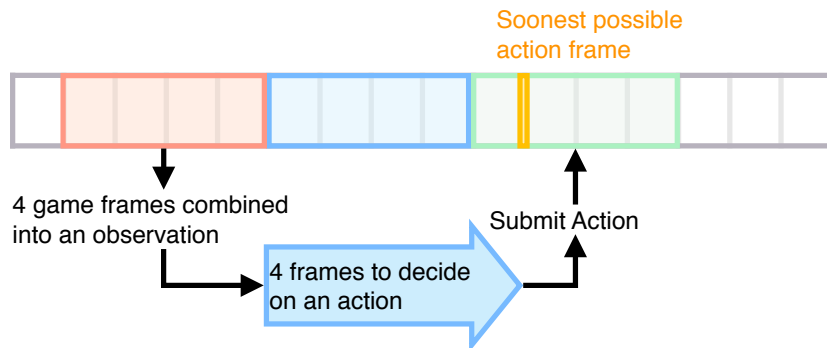 Soonest possible
action frame
4 game frames combined
into an observation
Submit Action
4 frames to decide
on an action